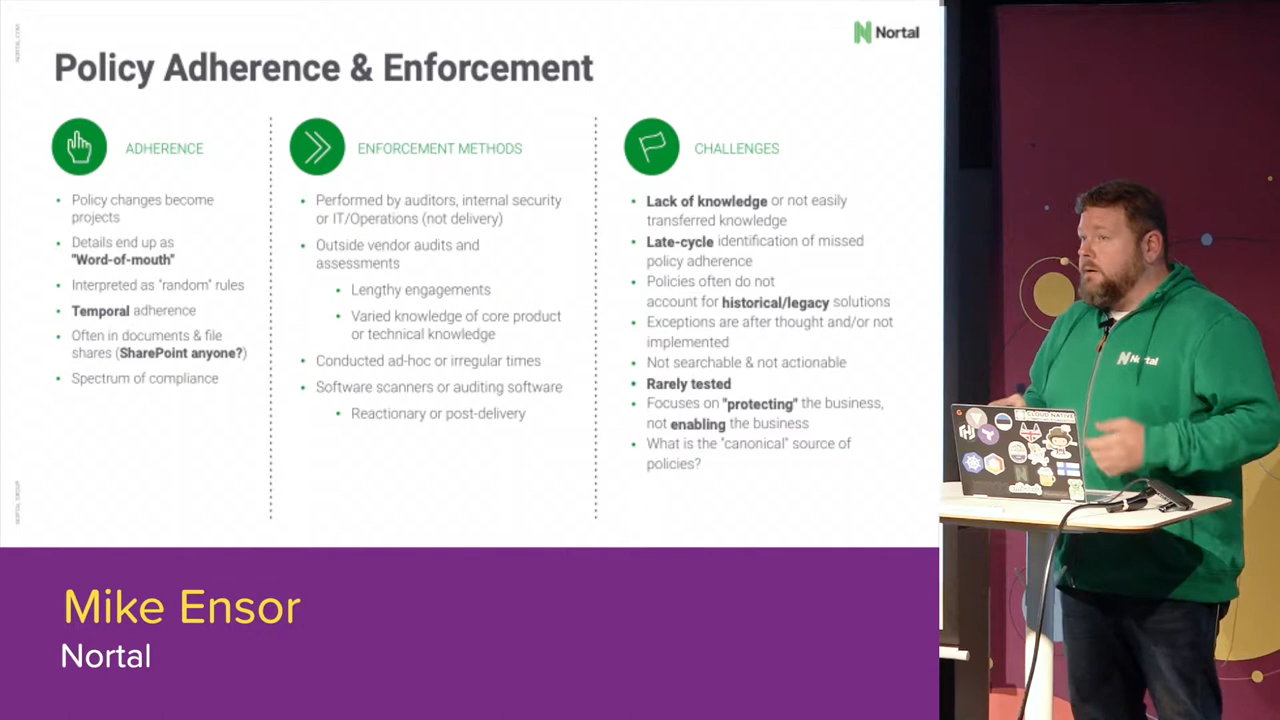 NORTAL.COM
Nortal
Policy Adherence & Enforcement
ADHERENCE
• Policy changes become
projects
• Details end up as
"Word-of-mouth"
• Interpreted as "random" rules
• Temporal adherence
• Often in documents & file
shares (SharePoint anyone?)
• Spectrum of compliance
ENFORCEMENT METHODS
• Performed by auditors, internal security
or IT/Operations (not delivery)
• Outside vendor audits and
assessments
• Lengthy engagements
• Varied knowledge of core product
or technical knowledge
• Conducted ad-hoc or irregular times
• Software scanners or auditing software
• Reactionary or post-delivery
CHALLENGES
• Lack of knowledge or not easily
transferred knowledge
• Late-cycle identification of missed
policy adherence
• Policies often do not
account for historical/legacy solutions
• Exceptions are after thought and/or not
implemented
• Not searchable & not actionable
• Rarely tested
• Focuses on "protecting" the business,
not enabling the business
• What is the "canonical" source of
policies?
Nortal
CLOUD NATIVE
Mike Ensor
Nortal